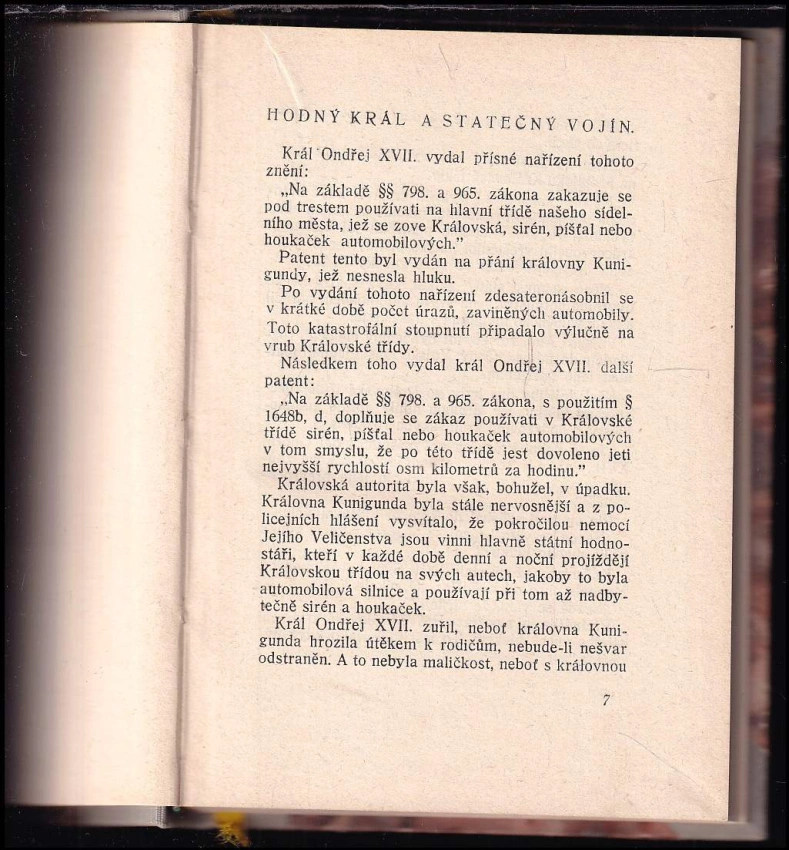 HODNÝ KRÁL A STATEČNÝ VOJÍN.
Král Ondřej XVII. vydal přísné nařízení tohoto
znění:
„Na základě §§ 798. a 965. zákona zakazuje se
pod trestem používati na hlavní třídě našeho sídel-
ního města, jež se zove Královská, sirén, píšťal nebo
houkaček automobilových.”
Patent tento byl vydán na přání královny Kuni-
gundy, jež nesnesla hluku.
Po vydání tohoto nařízení zdesateronásobnil se
v krátké době počet úrazů, zaviněných automobily.
Toto katastrofální stoupnutí připadalo výlučně na
vrub Královské třídy.
Následkem toho vydal král Ondřej XVII. další
patent:
„Na základě §§ 798. a 965. zákona, s použitím §
1648b, d, doplňuje se zákaz používati v Královské
třídě sirén, píšťal nebo houkaček automobilových
v tom smyslu, že po této třídě jest dovoleno jeti
nejvyšší rychlostí osm kilometrů za hodinu.”
Královská autorita byla však, bohužel, v úpadku.
Královna Kunigunda byla stále nervosnější a z po-
licejních hlášení vysvítalo, že pokročilou nemocí
Jejího Veličenstva jsou vinni hlavně státní hodno-
stáři, kteří v každé době denní a noční projíždějí
Královskou třídou na svých autech, jakoby to byla
automobilová silnice a používají při tom až nadby-
tečně sirén a houkaček.
Král Ondřej XVII. zuřil, neboť královna Kuni-
gunda hrozila útěkem k rodičům, nebude-li nešvar
odstraněn. A to nebyla maličkost, neboť s královnou
7